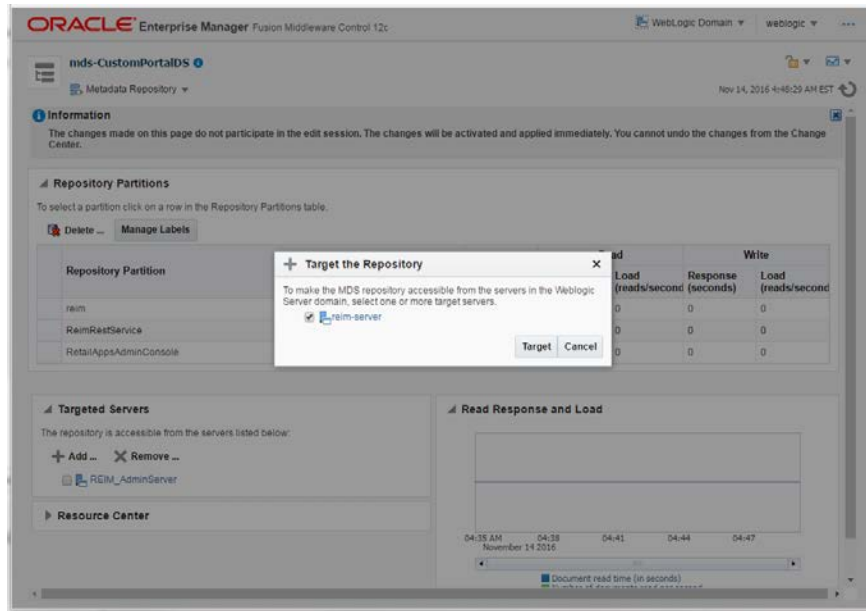 ORACLE Enterprise Manager Fusion Middleware Control 12c
WebLogic Domain
weblogic
mds-CustomPortalDS
Metadata Repository
Nov 14, 2016 4:48:29 AM EST
Information
The changes made on this page do not participate in the edit session. The changes will be activated and applied immediately. You cannot undo the changes from the Change
Center.
Repository Partitions
To select a partition click on a row in the Repository Partitions table.
Delete ... Manage Labels
Write
Repository Partition
Load
(reads/second
Response
(seconds)
Load
(reads/second
reim 0 0 0
ReimRestService 0 0 0
RetailAppsAdminConsole 0 0 0
Target the Repository
To make the MDS repository accessible from the servers in the Weblogic
Server domain, select one or more target servers.
reim-server
Target Cancel
Targeted Servers
The repository is accessible from the servers listed below:
Add ... Remove ...
REIM_AdminServer
Resource Center
Read Response and Load
04:35 AM 04:38 04:41 04:44 04:47
November 14 2016
Document read time (in seconds)